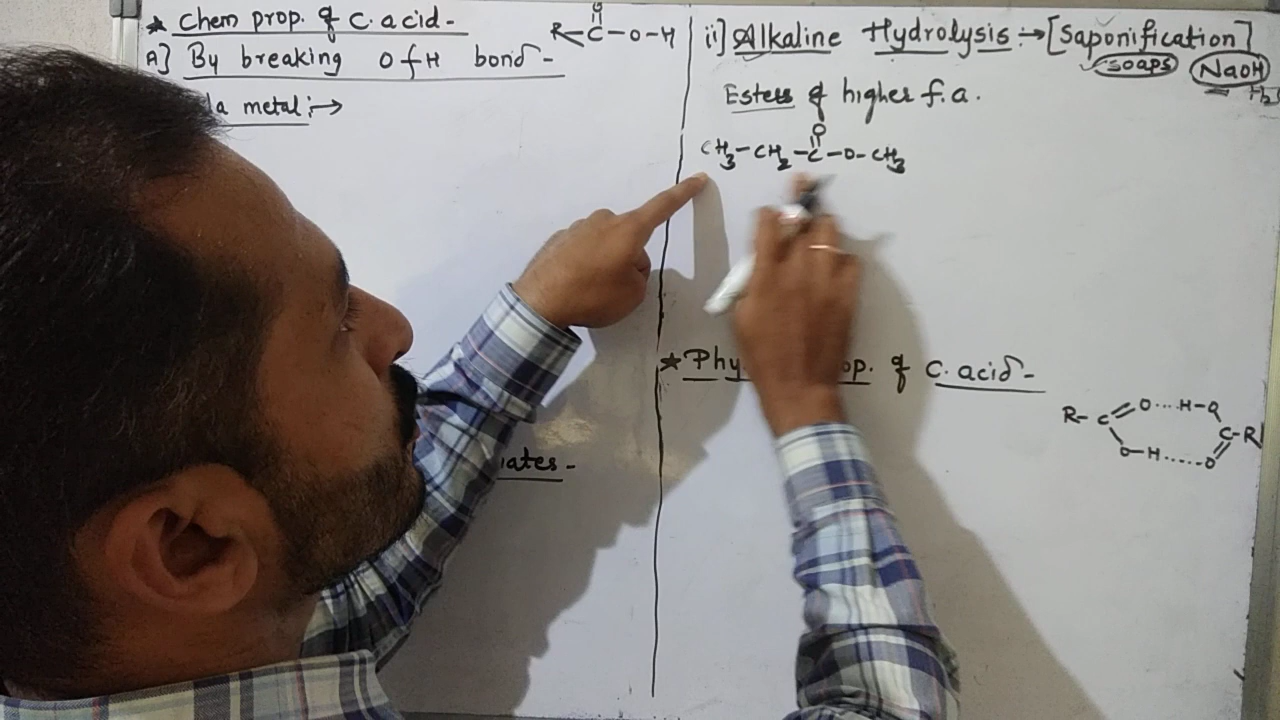 ★ Chem prop. of C. acid -
O
R-C-O-H
A] By breaking O-H bond -
metal :→
iates -
ii] Alkaline Hydrolysis :→ [Saponification]
soaps NaOH
Esters of higher f.a.
O
CH3-CH2-C-O-CH3
★ Phy op. of C. acid -
R-C=O....H-O
C-R
O-H.....O